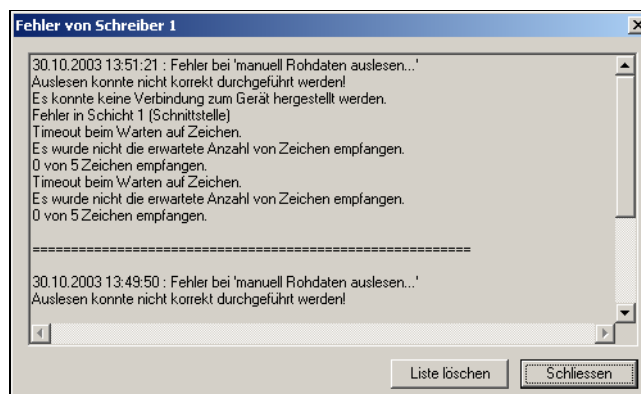 Fehler von Schreiber 1
30.10.2003 13:51:21 : Fehler bei 'manuell Rohdaten auslesen...'
Auslesen konnte nicht korrekt durchgeführt werden!
Es konnte keine Verbindung zum Gerät hergestellt werden.
Fehler in Schicht 1 (Schnittstelle)
Timeout beim Warten auf Zeichen.
Es wurde nicht die erwartete Anzahl von Zeichen empfangen.
0 von 5 Zeichen empfangen.
Timeout beim Warten auf Zeichen.
Es wurde nicht die erwartete Anzahl von Zeichen empfangen.
0 von 5 Zeichen empfangen.
=========================================================
30.10.2003 13:49:50 : Fehler bei 'manuell Rohdaten auslesen...'
Auslesen konnte nicht korrekt durchgeführt werden!
Liste löschen
Schliessen